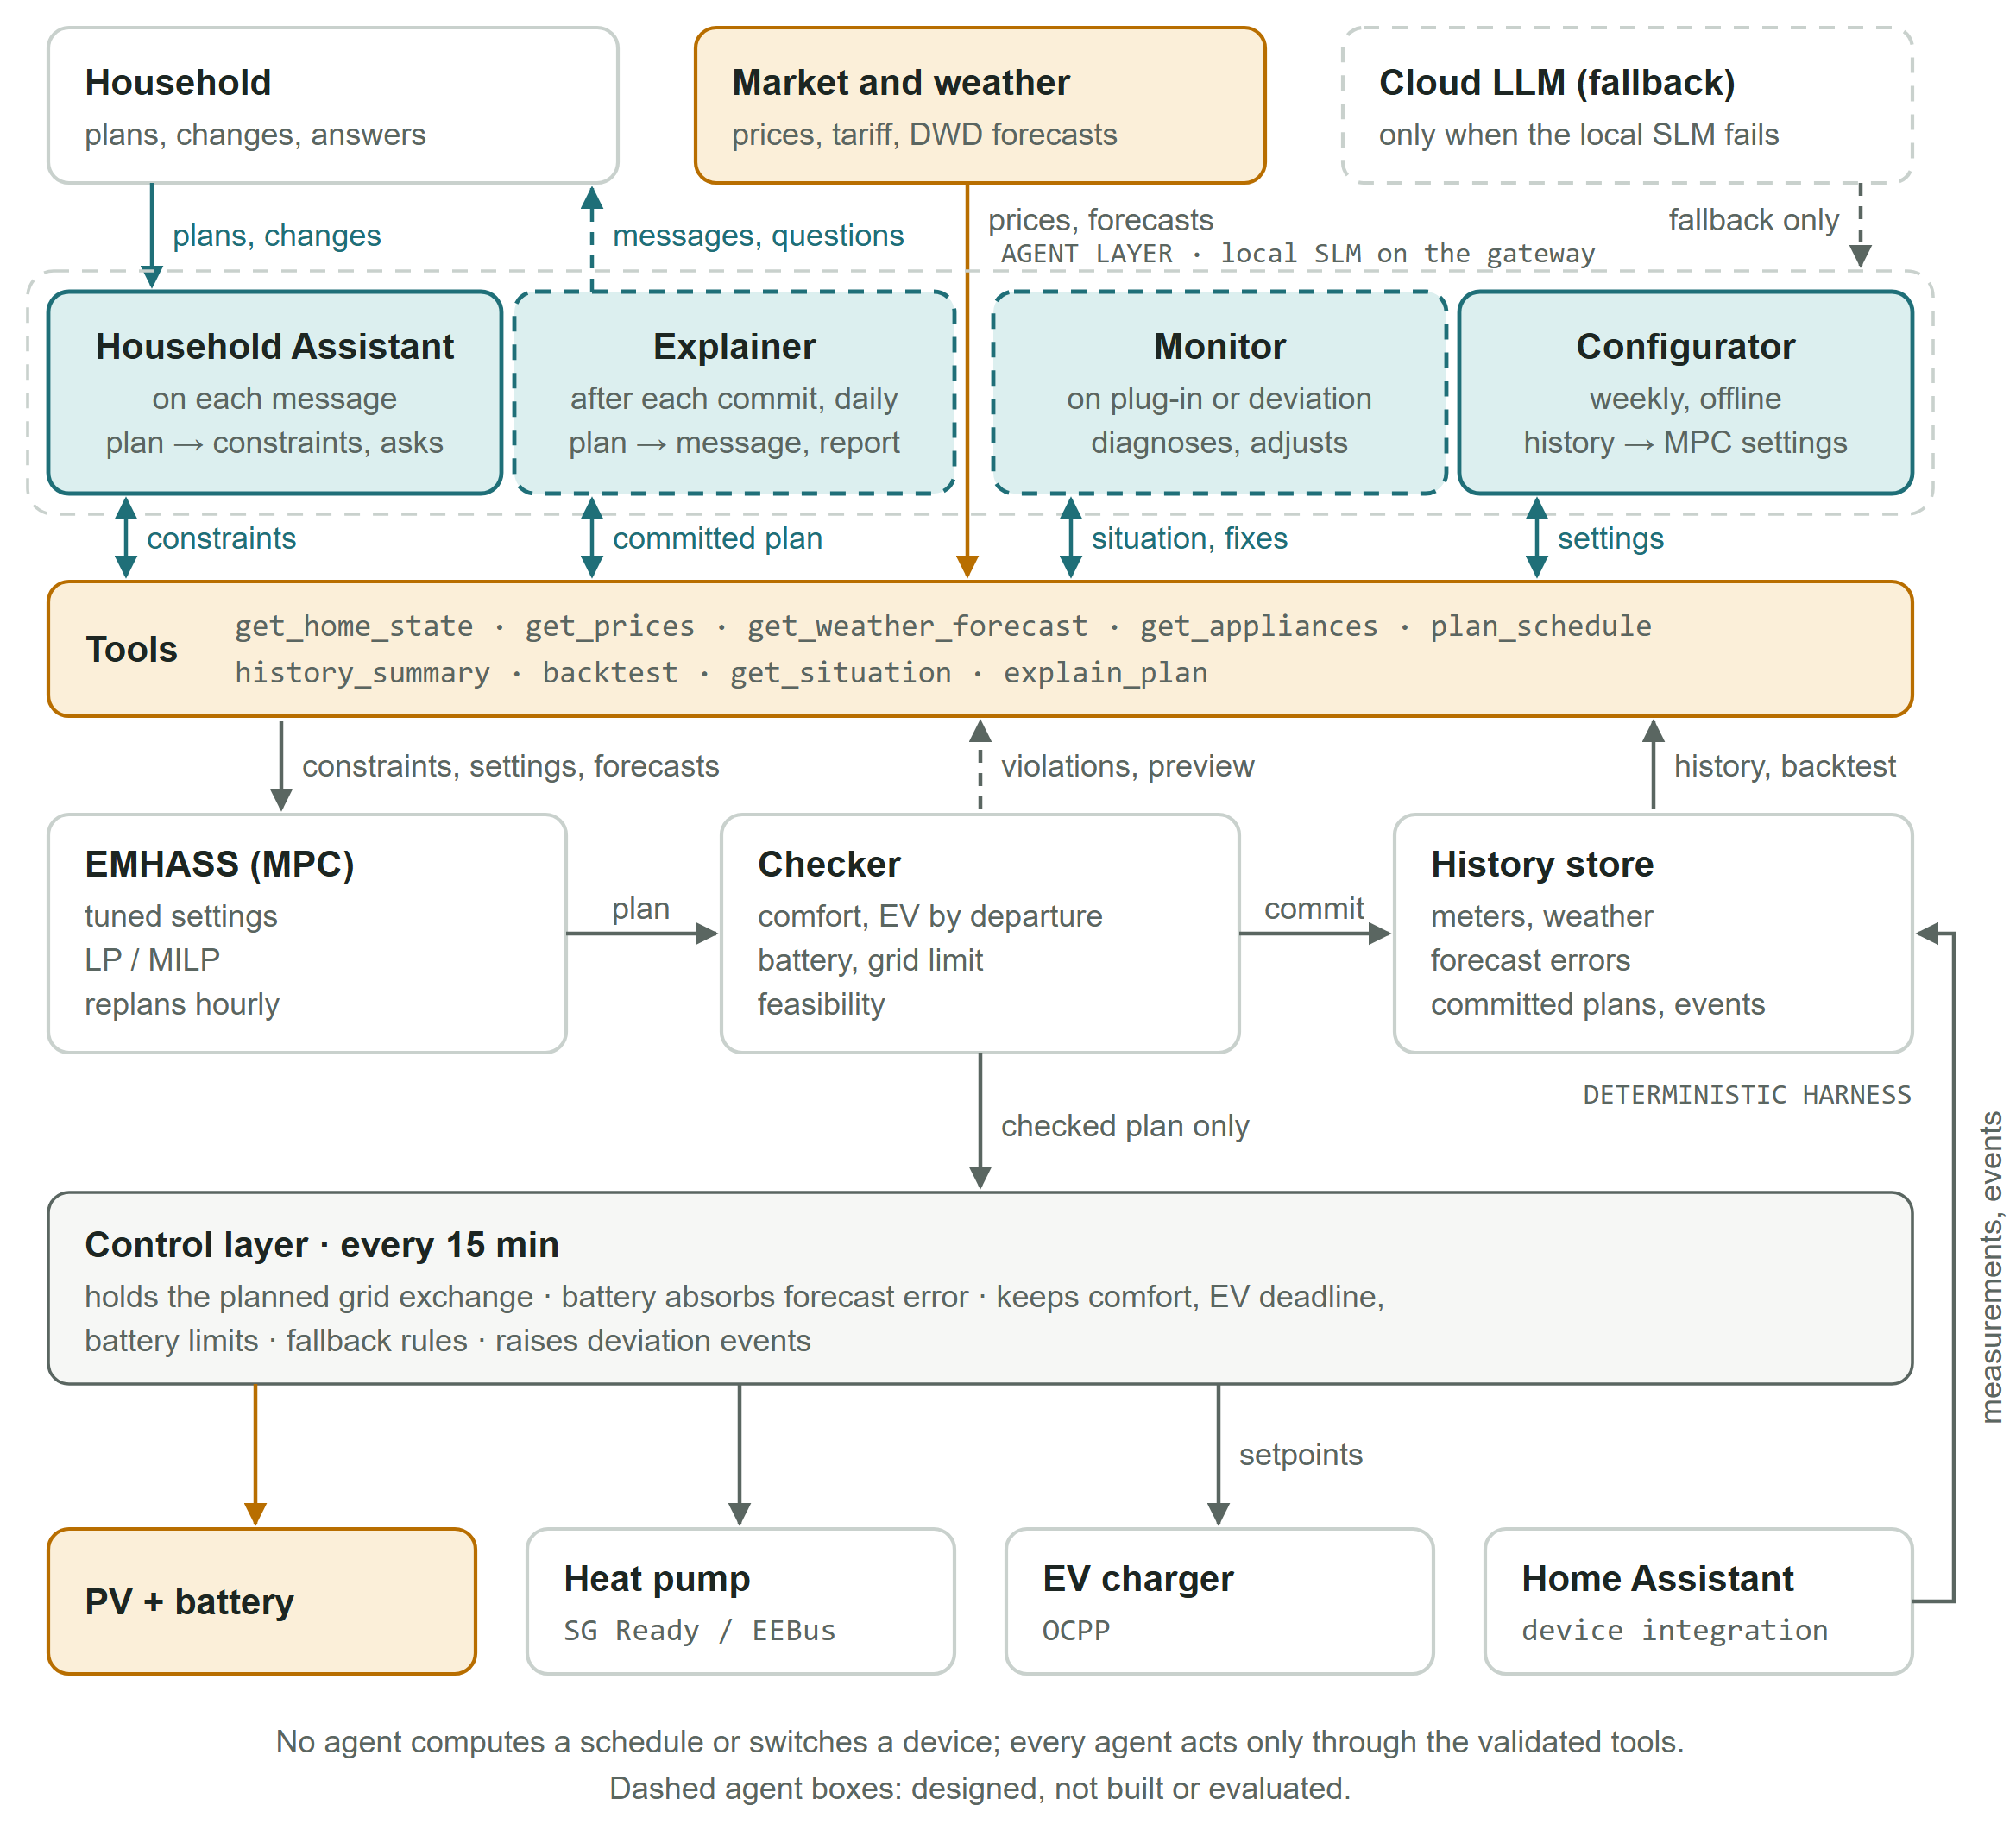 Household
plans, changes, answers
Market and weather
prices, tariff, DWD forecasts
Cloud LLM (fallback)
only when the local SLM fails
plans, changes
messages, questions
prices, forecasts
fallback only
AGENT LAYER · local SLM on the gateway
Household Assistant
on each message
plan → constraints, asks
Explainer
after each commit, daily
plan → message, report
Monitor
on plug-in or deviation
diagnoses, adjusts
Configurator
weekly, offline
history → MPC settings
constraints
committed plan
situation, fixes
settings
Tools
get_home_state · get_prices · get_weather_forecast · get_appliances · plan_schedule
history_summary · backtest · get_situation · explain_plan
constraints, settings, forecasts
violations, preview
history, backtest
EMHASS (MPC)
tuned settings
LP / MILP
replans hourly
plan
Checker
comfort, EV by departure
battery, grid limit
feasibility
commit
History store
meters, weather
forecast errors
committed plans, events
DETERMINISTIC HARNESS
checked plan only
measurements, events
Control layer · every 15 min
holds the planned grid exchange · battery absorbs forecast error · keeps comfort, EV deadline,
battery limits · fallback rules · raises deviation events
setpoints
PV + battery
Heat pump
SG Ready / EEBus
EV charger
OCPP
Home Assistant
device integration
No agent computes a schedule or switches a device; every agent acts only through the validated tools.
Dashed agent boxes: designed, not built or evaluated.